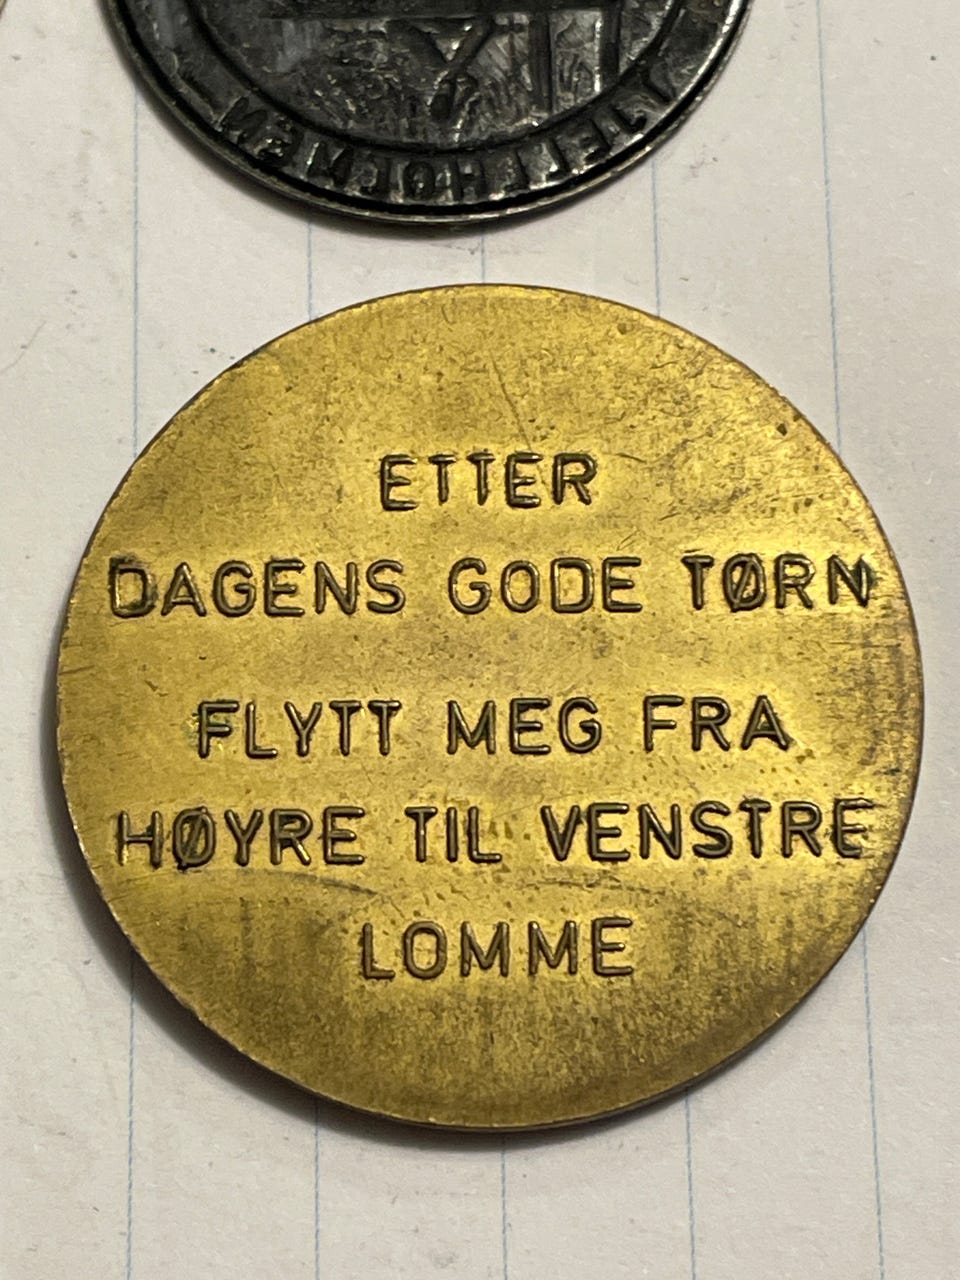 ETTER
DAGENS GODE TØRN
FLYTT MEG FRA
HØYRE TIL VENSTRE
LOMME